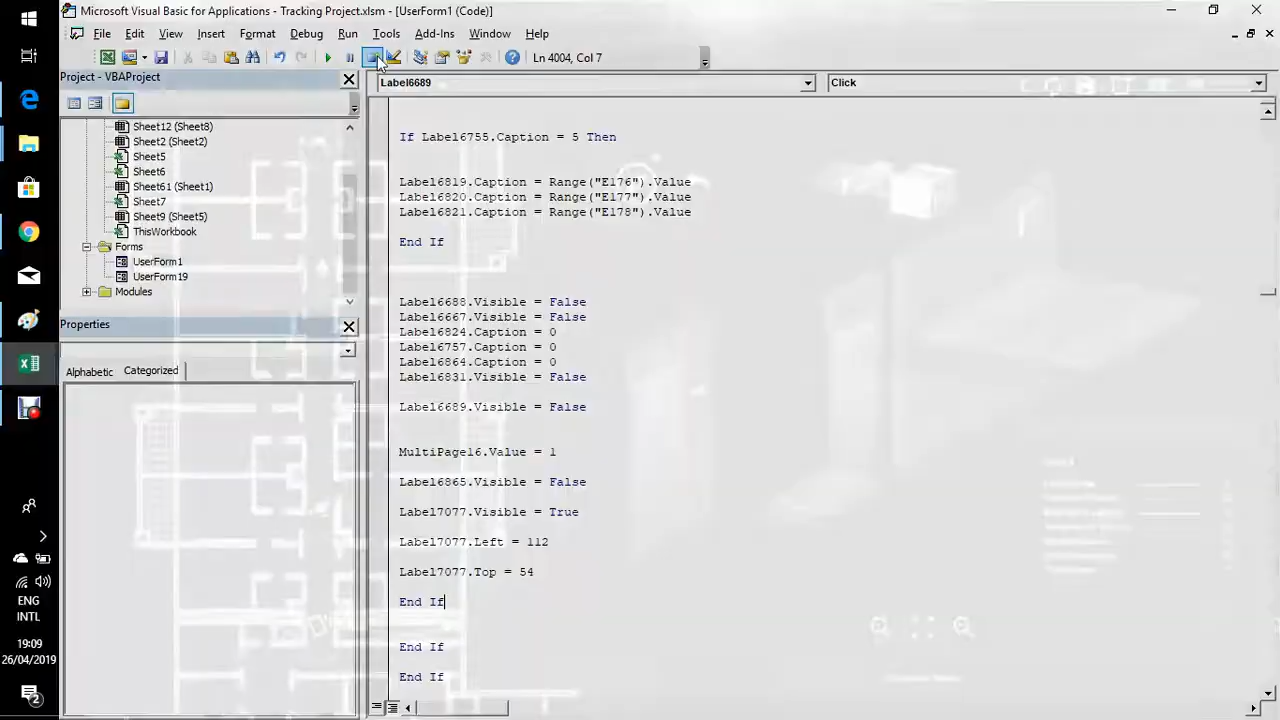 Microsoft Visual Basic for Applications - Tracking Project.xlsm - [UserForm1 (Code)]
File Edit View Insert Format Debug Run Tools Add-Ins Window Help
Ln 4004, Col 7
Project - VBAProject
Label6689
Click
Sheet12 (Sheet8)
Sheet2 (Sheet2)
Sheet5
Sheet6
Sheet61 (Sheet1)
Sheet7
Sheet9 (Sheet5)
ThisWorkbook
Forms
UserForm1
UserForm19
Modules
Properties
Alphabetic Categorized
If Label6755.Caption = 5 Then
Label6819.Caption = Range("E176").Value
Label6820.Caption = Range("E177").Value
Label6821.Caption = Range("E178").Value
End If
Label6688.Visible = False
Label6667.Visible = False
Label6824.Caption = 0
Label6757.Caption = 0
Label6864.Caption = 0
Label6831.Visible = False
Label6689.Visible = False
MultiPage16.Value = 1
Label6865.Visible = False
Label7077.Visible = True
Label7077.Left = 112
Label7077.Top = 54
End If
End If
End If
ENG
INTL
19:09
26/04/2019
2